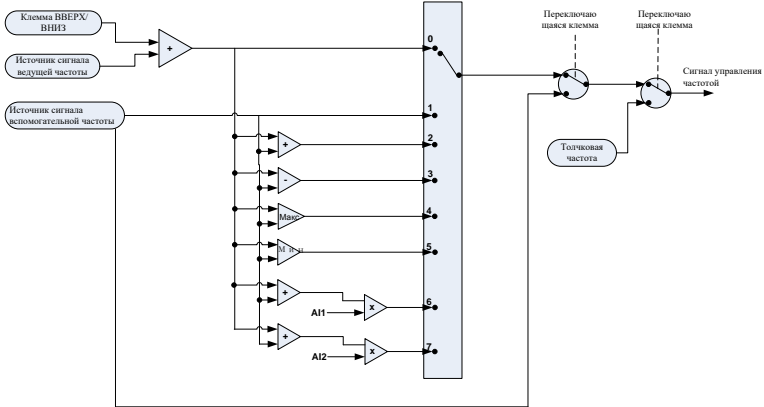 Клемма ВВЕРХ/
ВНИЗ
+
Источник сигнала
ведущей частоты
Источник сигнала
вспомогательной частоты
0
1
+
2
-
3
Макс
4
М и н
5
+
AI1
x
6
+
AI2
x
7
Переключаю
щаяся клемма
Переключаю
щаяся клемма
Сигнал управления
частотой
Толчковая
частота